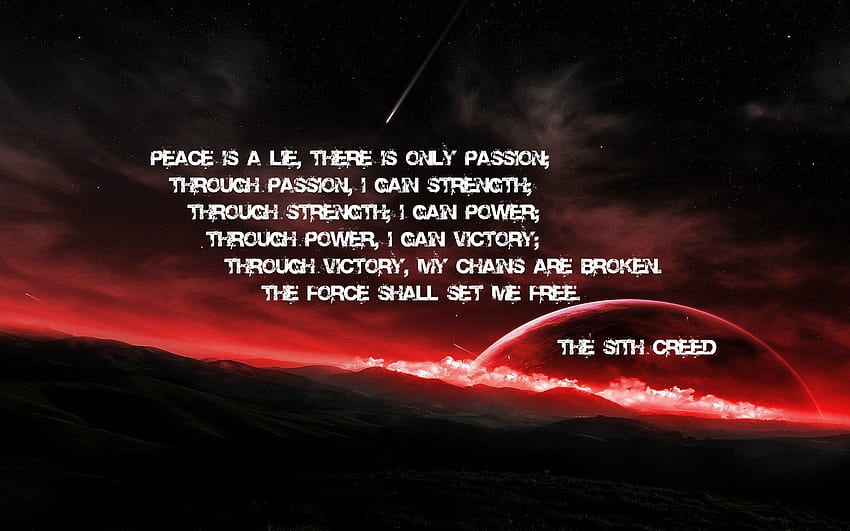 PEACE IS A LIE, THERE IS ONLY PASSION;
THROUGH PASSION, I GAIN STRENGTH;
THROUGH STRENGTH; I GAIN POWER;
THROUGH POWER, I GAIN VICTORY;
THROUGH VICTORY, MY CHAINS ARE BROKEN.
THE FORCE SHALL SET ME FREE.
THE SITH CREED